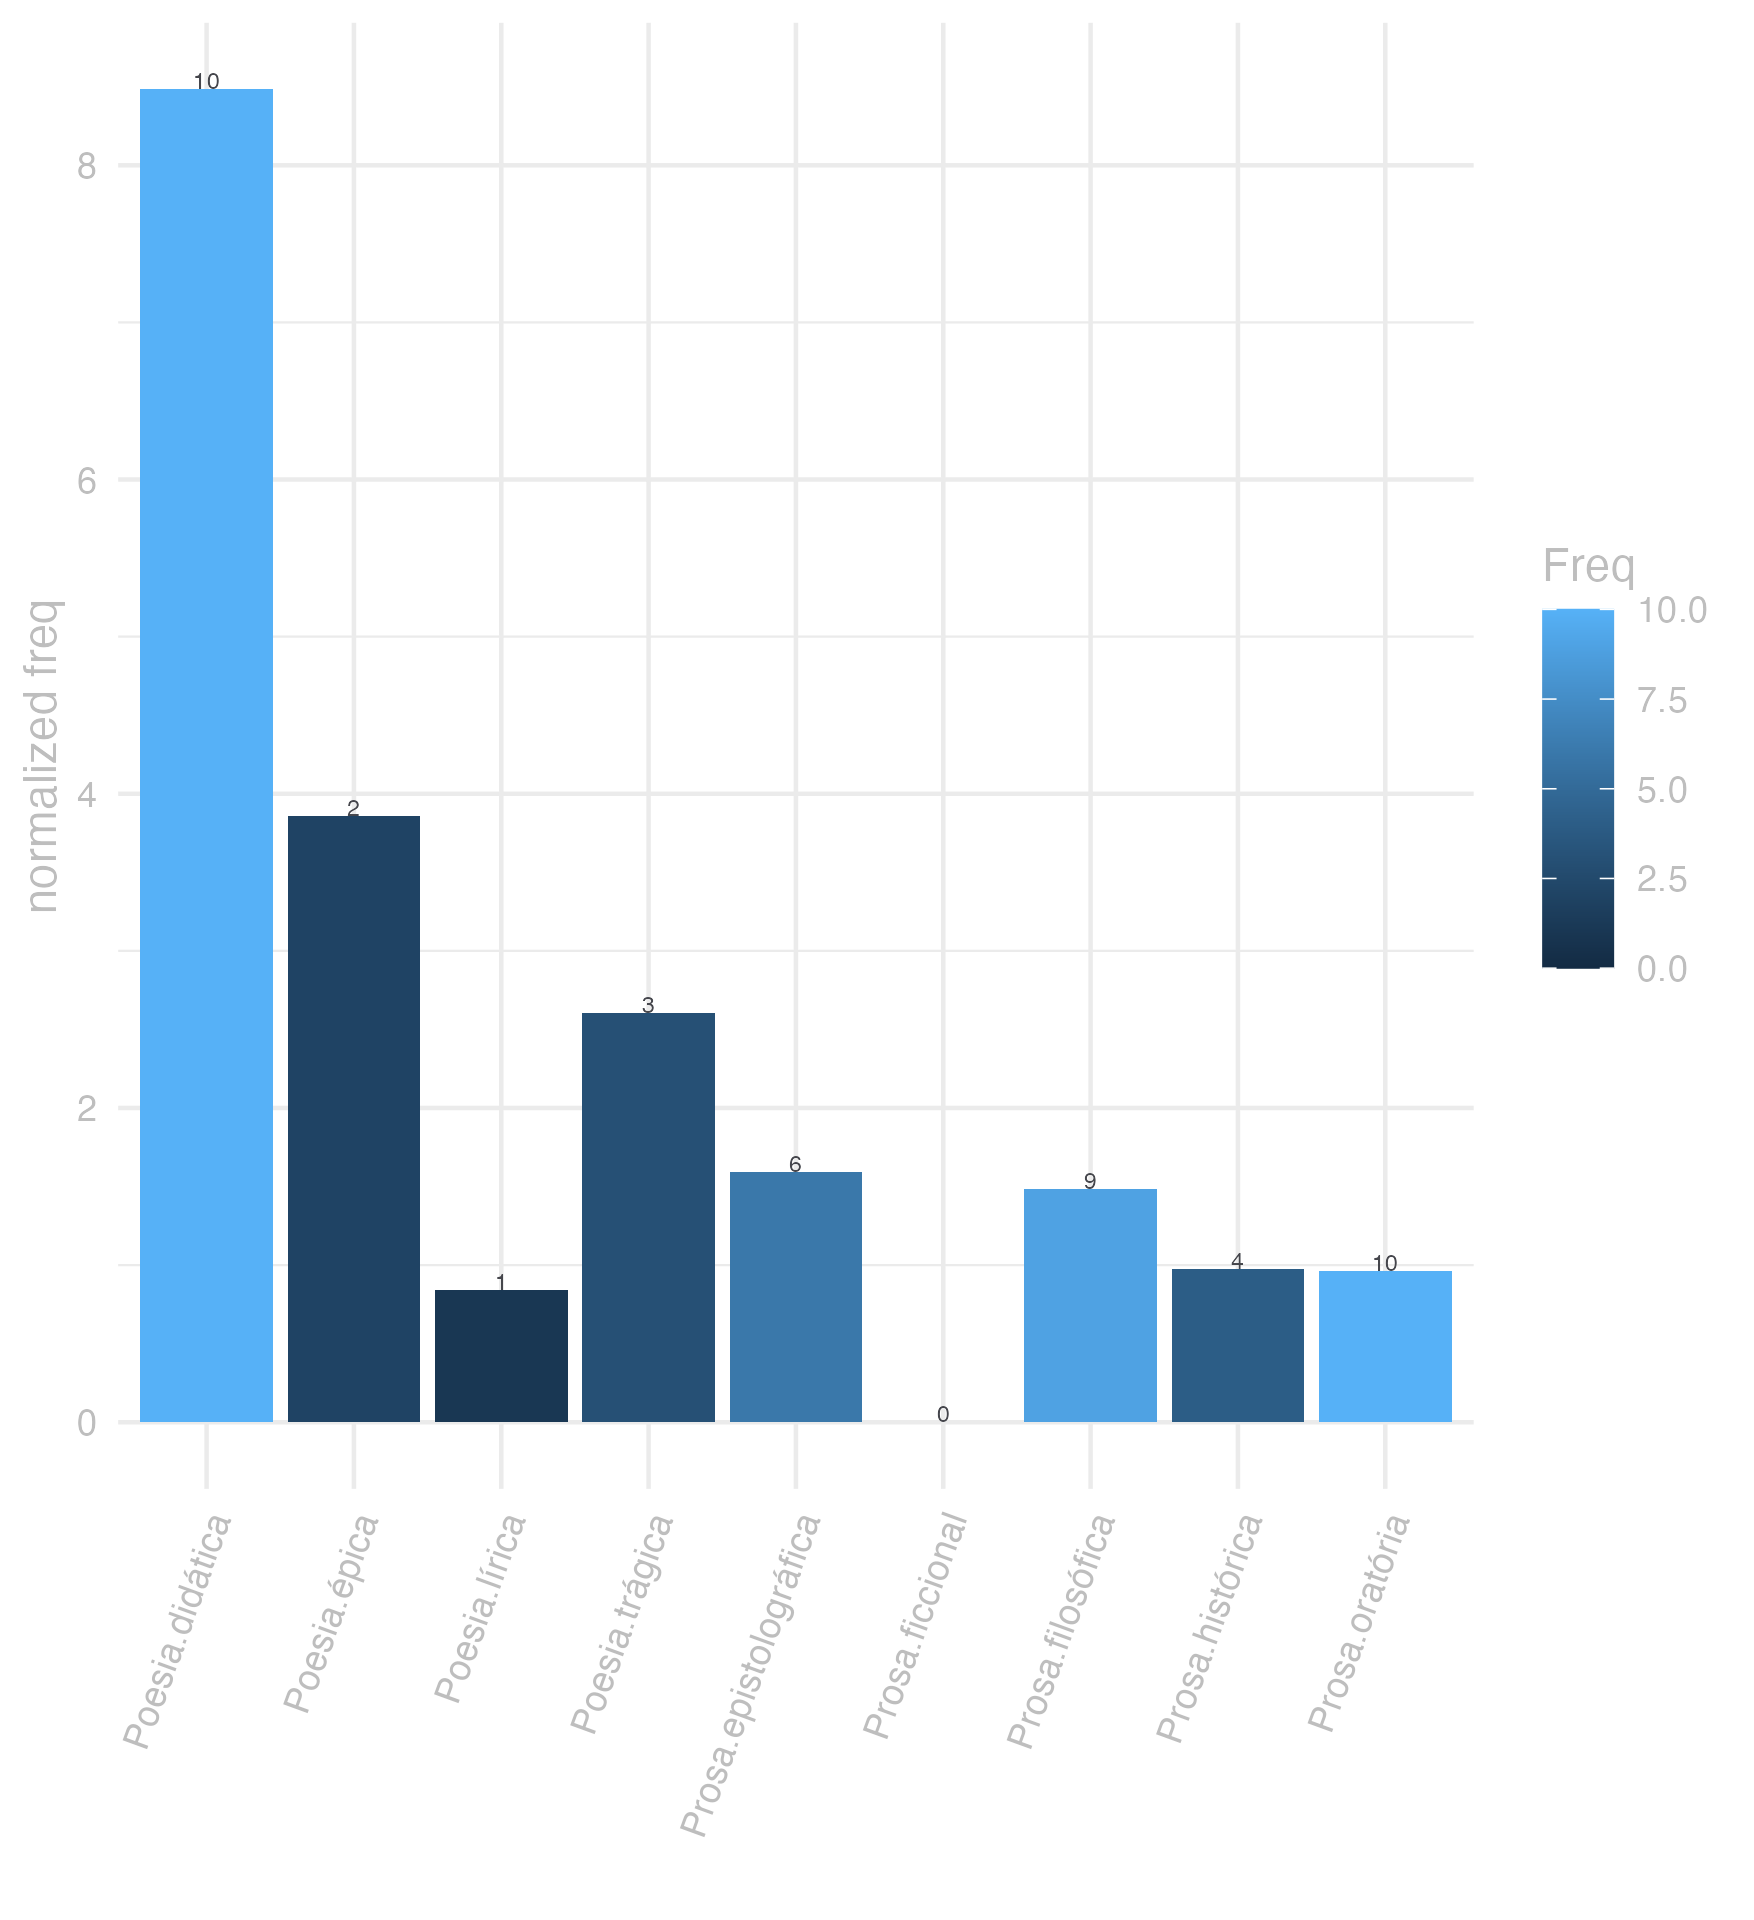 10
8
6
4
2
0
normalized freq
2
1
3
6
0
9
4
10
Poesia.didática
Poesia.épica
Poesia.lírica
Poesia.trágica
Prosa.epistolográfica
Prosa.ficcional
Prosa.filosófica
Prosa.histórica
Prosa.oratória
Freq
10.0
7.5
5.0
2.5
0.0